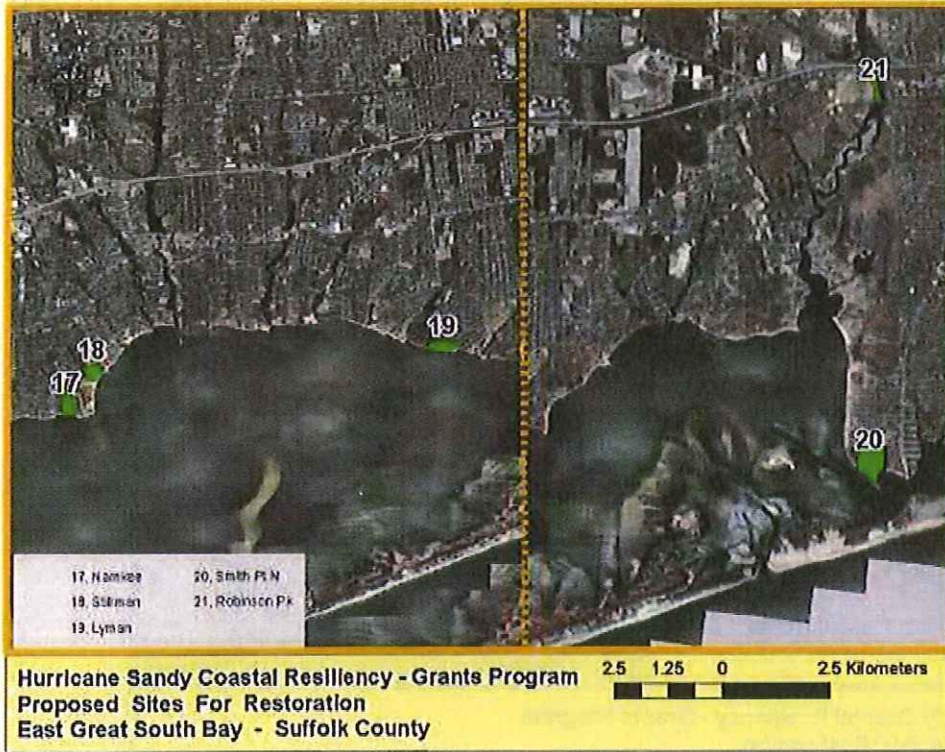 21
19
18
17
20
17, Namkee
18, Stillman
19, Lyman
20, Smith Pt N
21, Robinson Pk
Hurricane Sandy Coastal Resiliency - Grants Program
Proposed Sites For Restoration
East Great South Bay - Suffolk County
2.5 1.25 0 2.5 Kilometers